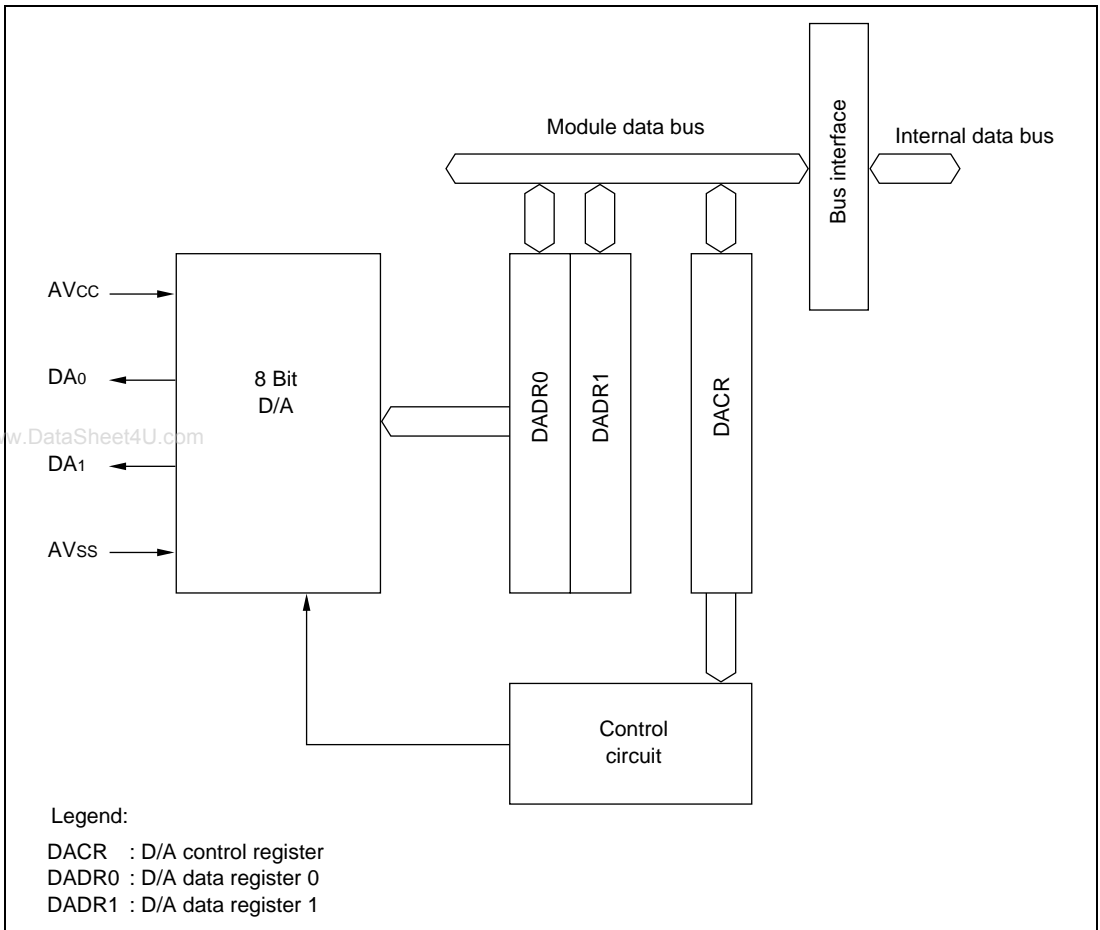 Module data bus
Internal data bus
Bus interface
AVCC
DA0
8 Bit
D/A
DADR0
DADR1
DACR
w.DataSheet4U.com
DA1
AVSS
Control
circuit
Legend:
DACR : D/A control register
DADR0 : D/A data register 0
DADR1 : D/A data register 1